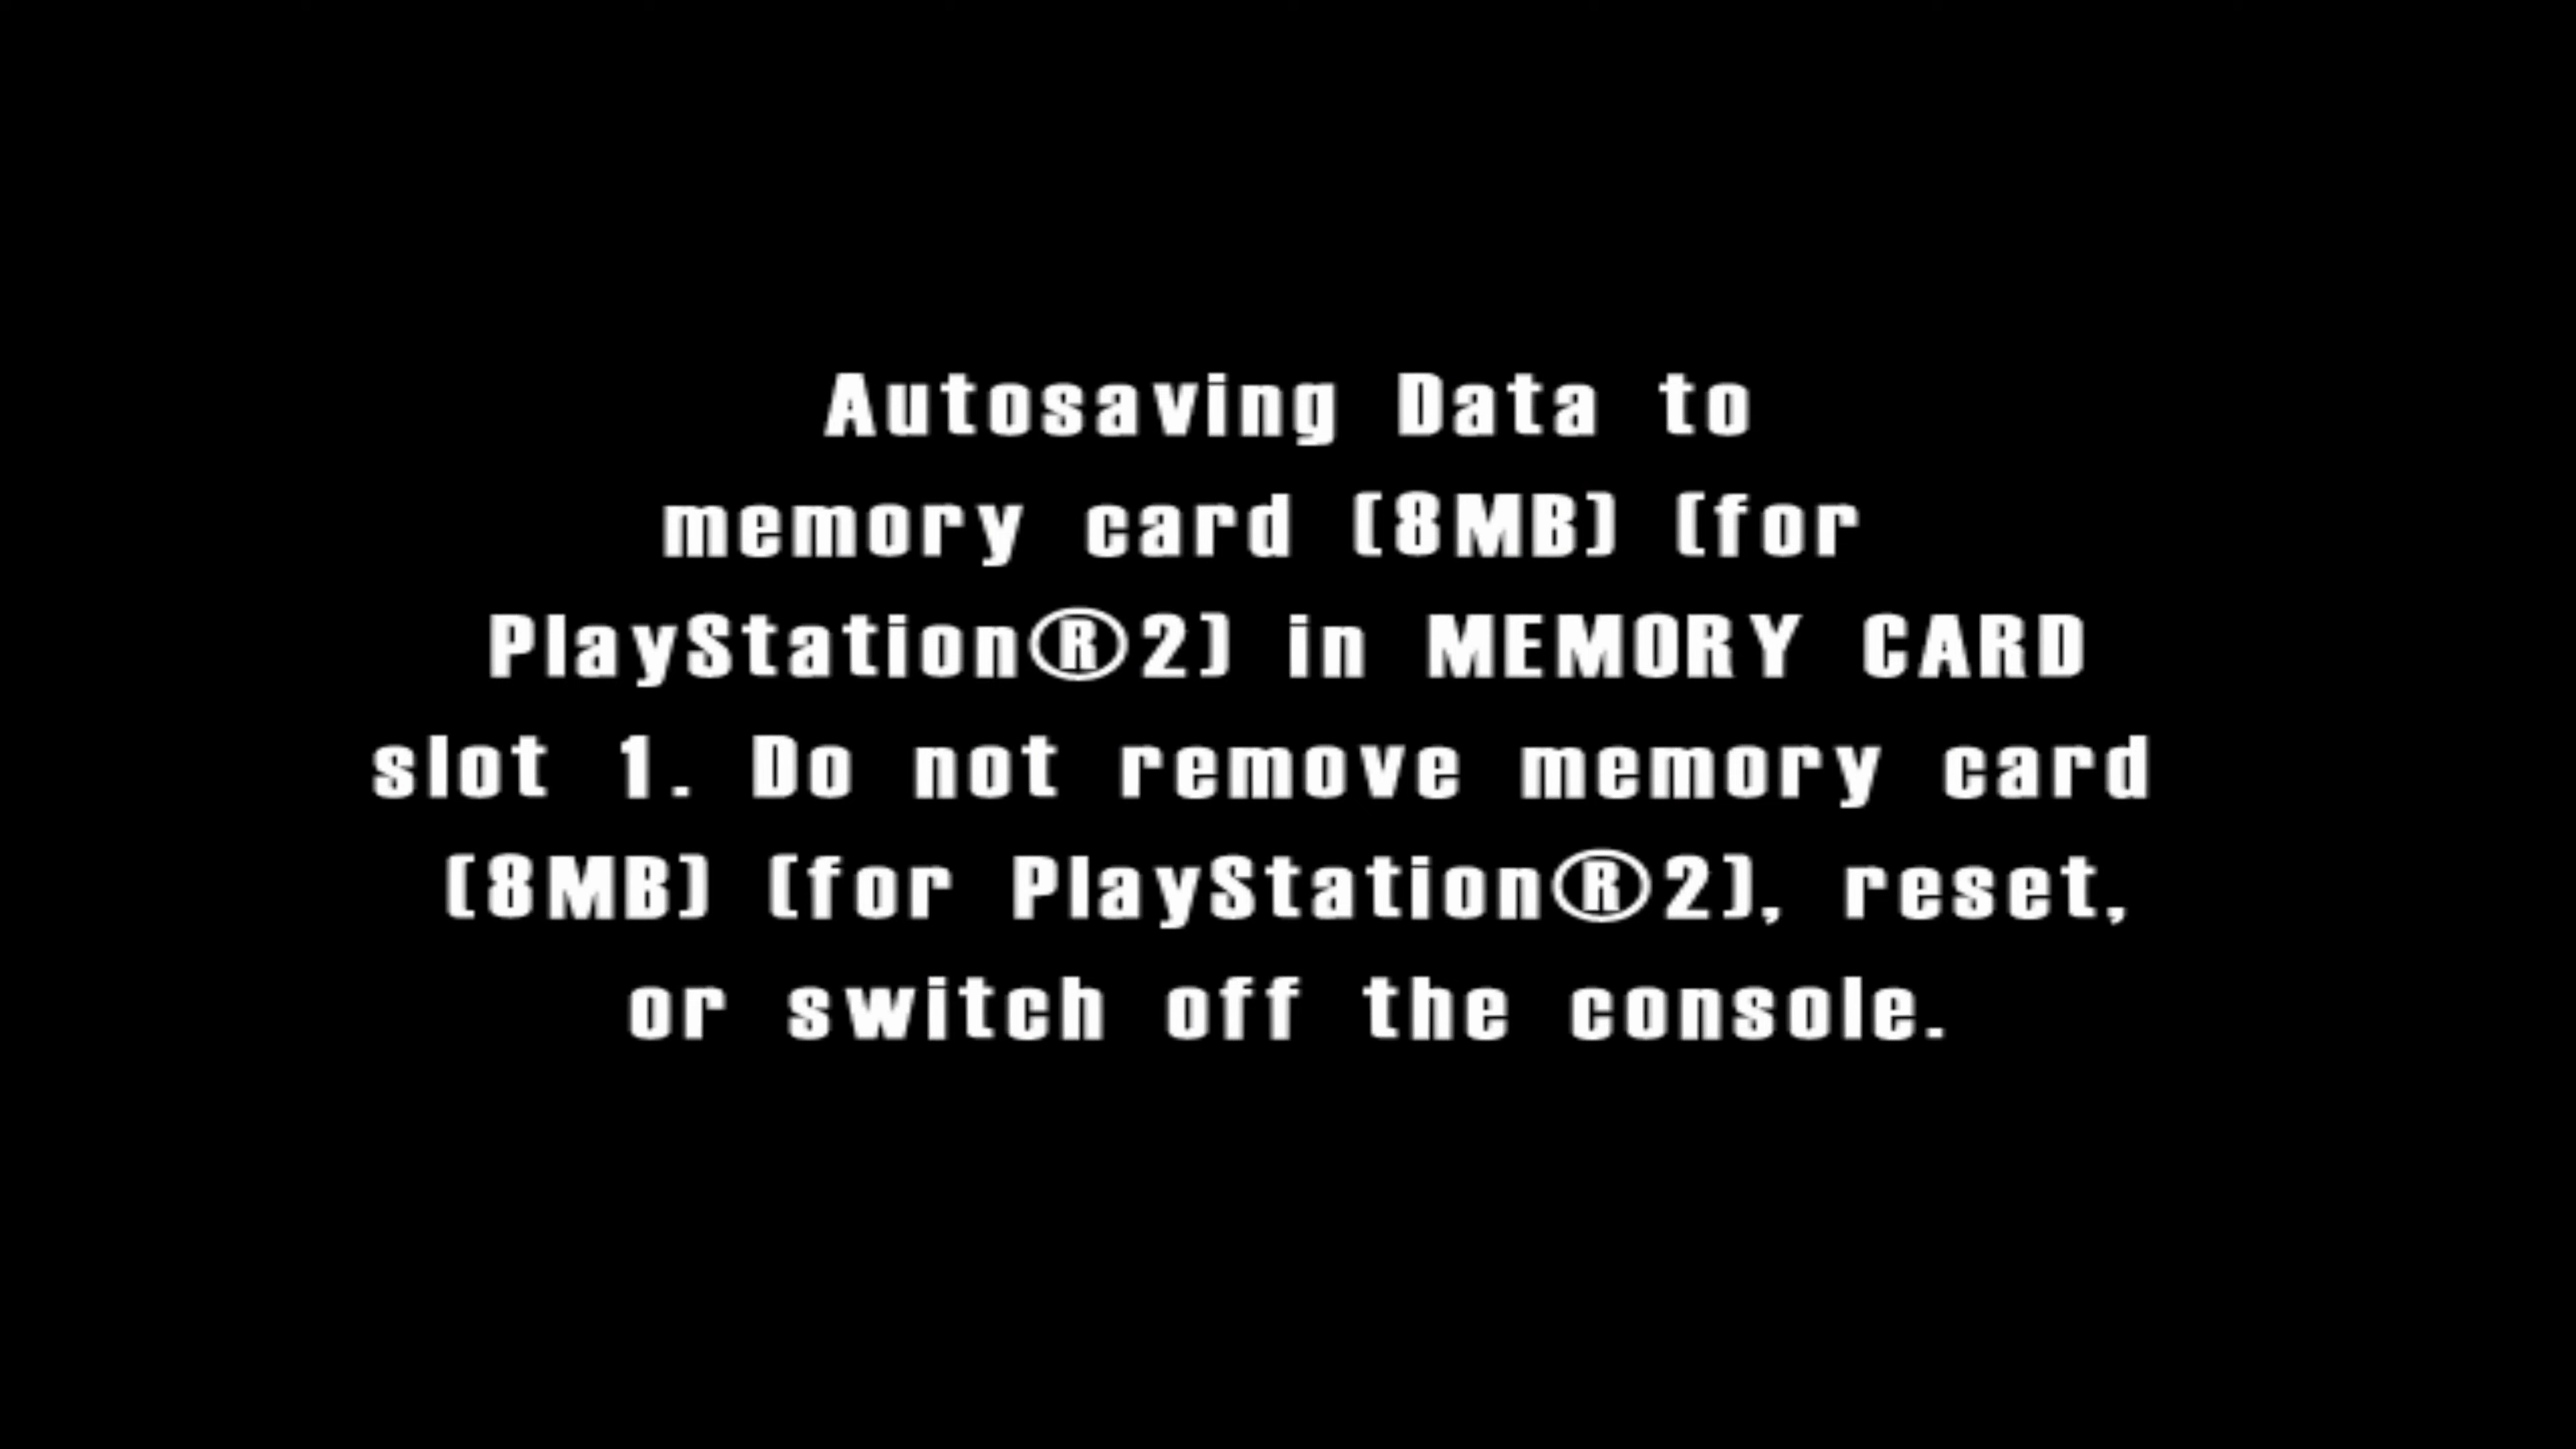 Autosaving Data to
memory card (8MB) (for
PlayStation®2) in MEMORY CARD
slot 1. Do not remove memory card
(8MB) (for PlayStation®2), reset,
or switch off the console.